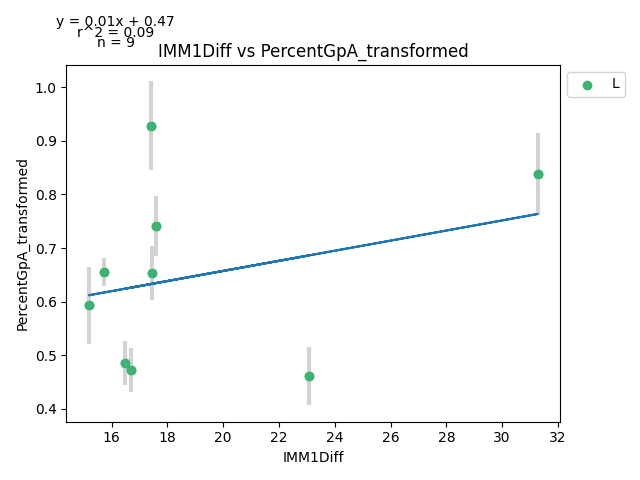 y = 0.01x + 0.47
r^2 = 0.09
n = 9
IMM1Diff vs PercentGpA_transformed
L
1.0
0.9
0.8
0.7
0.6
0.5
0.4
PercentGpA_transformed
16 18 20 22 24 26 28 30 32
IMM1Diff